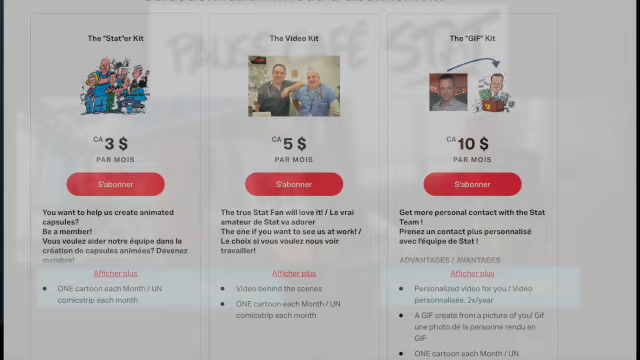 The "Stat"er Kit
CA 3 $
PAR MOIS
S'abonner
You want to help us create animated
capsules?
Be a member!
Vous voulez aider notre équipe dans la
création de capsules animées? Devenez
membre!
Afficher plus
ONE cartoon each Month / UN
comicstrip each month
The Video Kit
CA 5 $
PAR MOIS
S'abonner
The true Stat Fan will love it! / Le vrai
amateur de Stat va adorer
The one if you want to see us at work! /
Le choix si vous voulez nous voir
travailler!
Afficher plus
Video behind the scenes
ONE cartoon each Month / UN
comicstrip each month
The "GIF" Kit
CA 10 $
PAR MOIS
S'abonner
Get more personal contact with the Stat
Team !
Prenez un contact plus personnalisé
avec l'équipe de Stat !
ADVANTAGES / AVANTAGES
Afficher plus
Personalized video for you / Vidéo
personnalisée, 2x/year
A GIF create from a picture of you! Gif
une photo de la personne rendu en
GIF
ONE cartoon each Month / UN